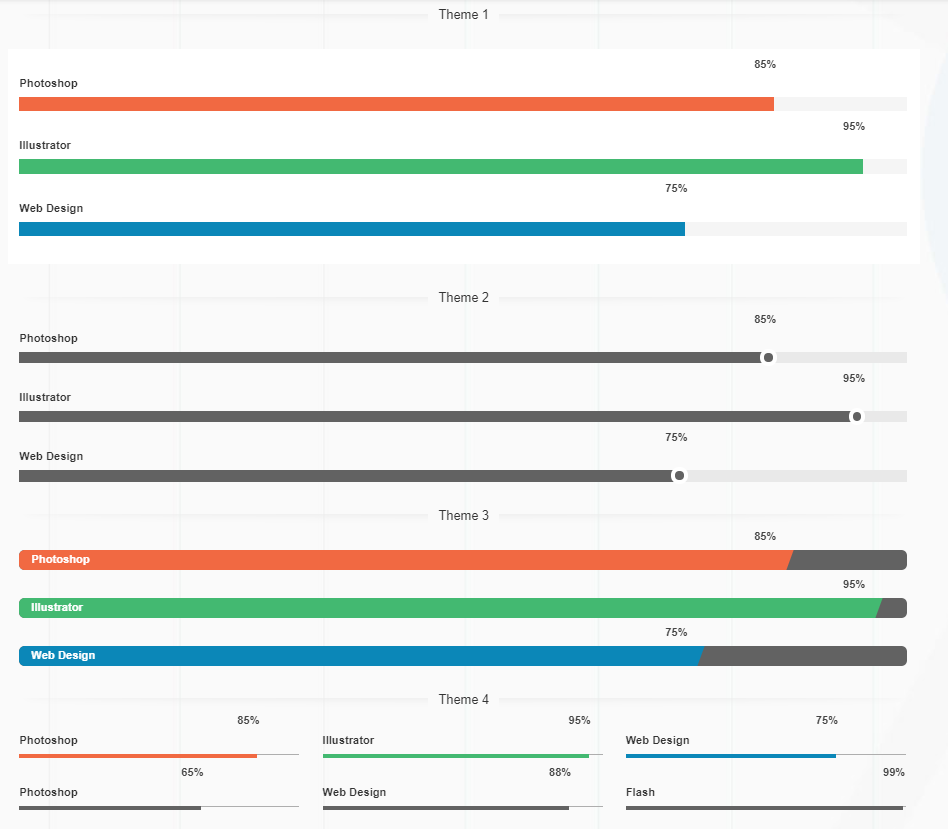 Theme 1
85%
Photoshop
95%
Illustrator
75%
Web Design
Theme 2
85%
Photoshop
95%
Illustrator
75%
Web Design
Theme 3
85%
Photoshop
95%
Illustrator
75%
Web Design
Theme 4
85% 95% 75%
Photoshop Illustrator Web Design
65% 88% 99%
Photoshop Web Design Flash